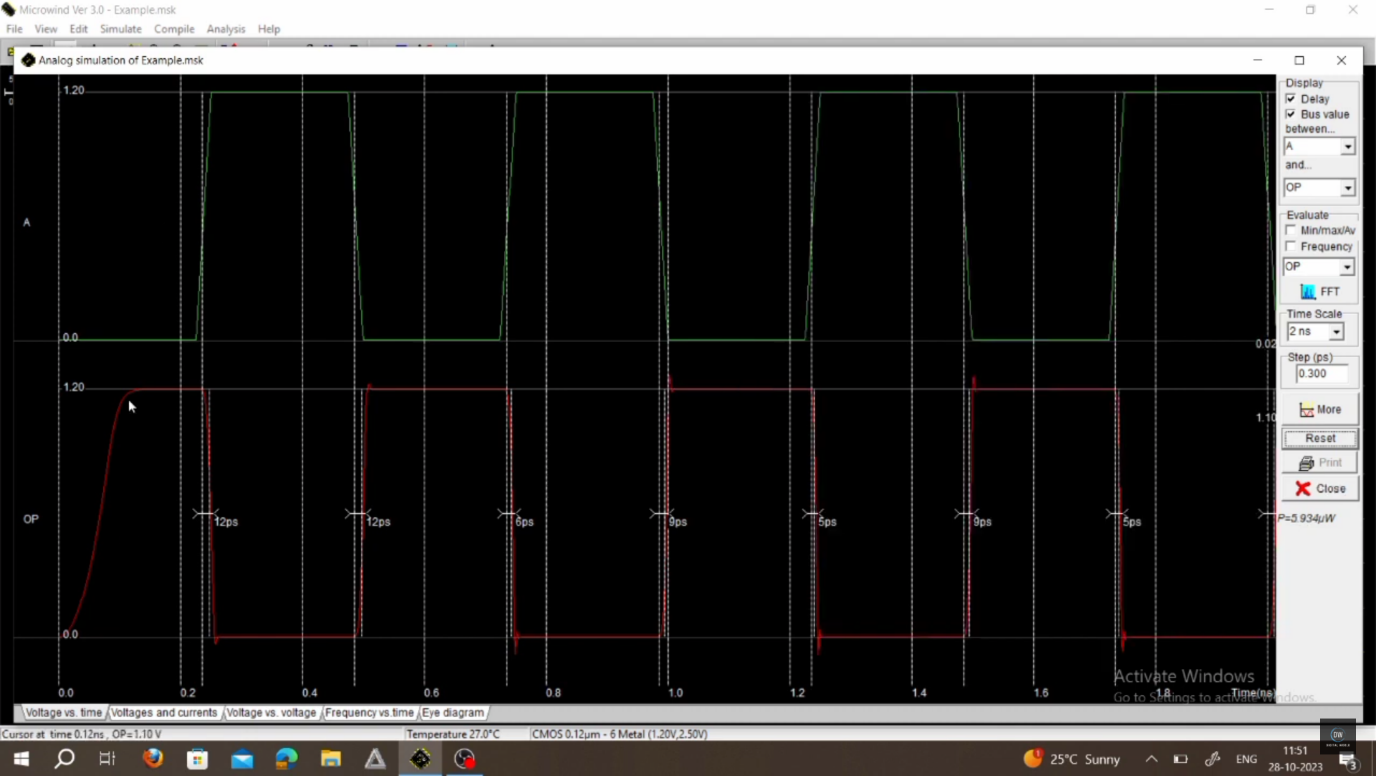 Microwind Ver 3.0 - Example.msk
File View Edit Simulate Compile Analysis Help
Analog simulation of Example.msk
1.20
A
0.0
0.02
1.20
1.10
OP
12ps 12ps 6ps 9ps 5ps 9ps 5ps
0.0
0.0 0.2 0.4 0.6 0.8 1.0 1.2 1.4 1.6 1.8 Time(ns)
Display
Delay
Bus value
between...
A
and...
OP
Evaluate
Min/max/Av
Frequency
OP
FFT
Time Scale
2 ns
Step (ps)
0.300
More
Reset
Print
Close
P=5.934µW
Activate Windows
Go to Settings to activate Windows.
Voltage vs. time Voltages and currents Voltage vs. voltage Frequency vs.time Eye diagram
Cursor at time 0.12ns , OP=1.10 V Temperature 27.0°C CMOS 0.12µm - 6 Metal (1.20V,2.50V)
DW
1 25°C Sunny ENG 11:51
28-10-2023 3